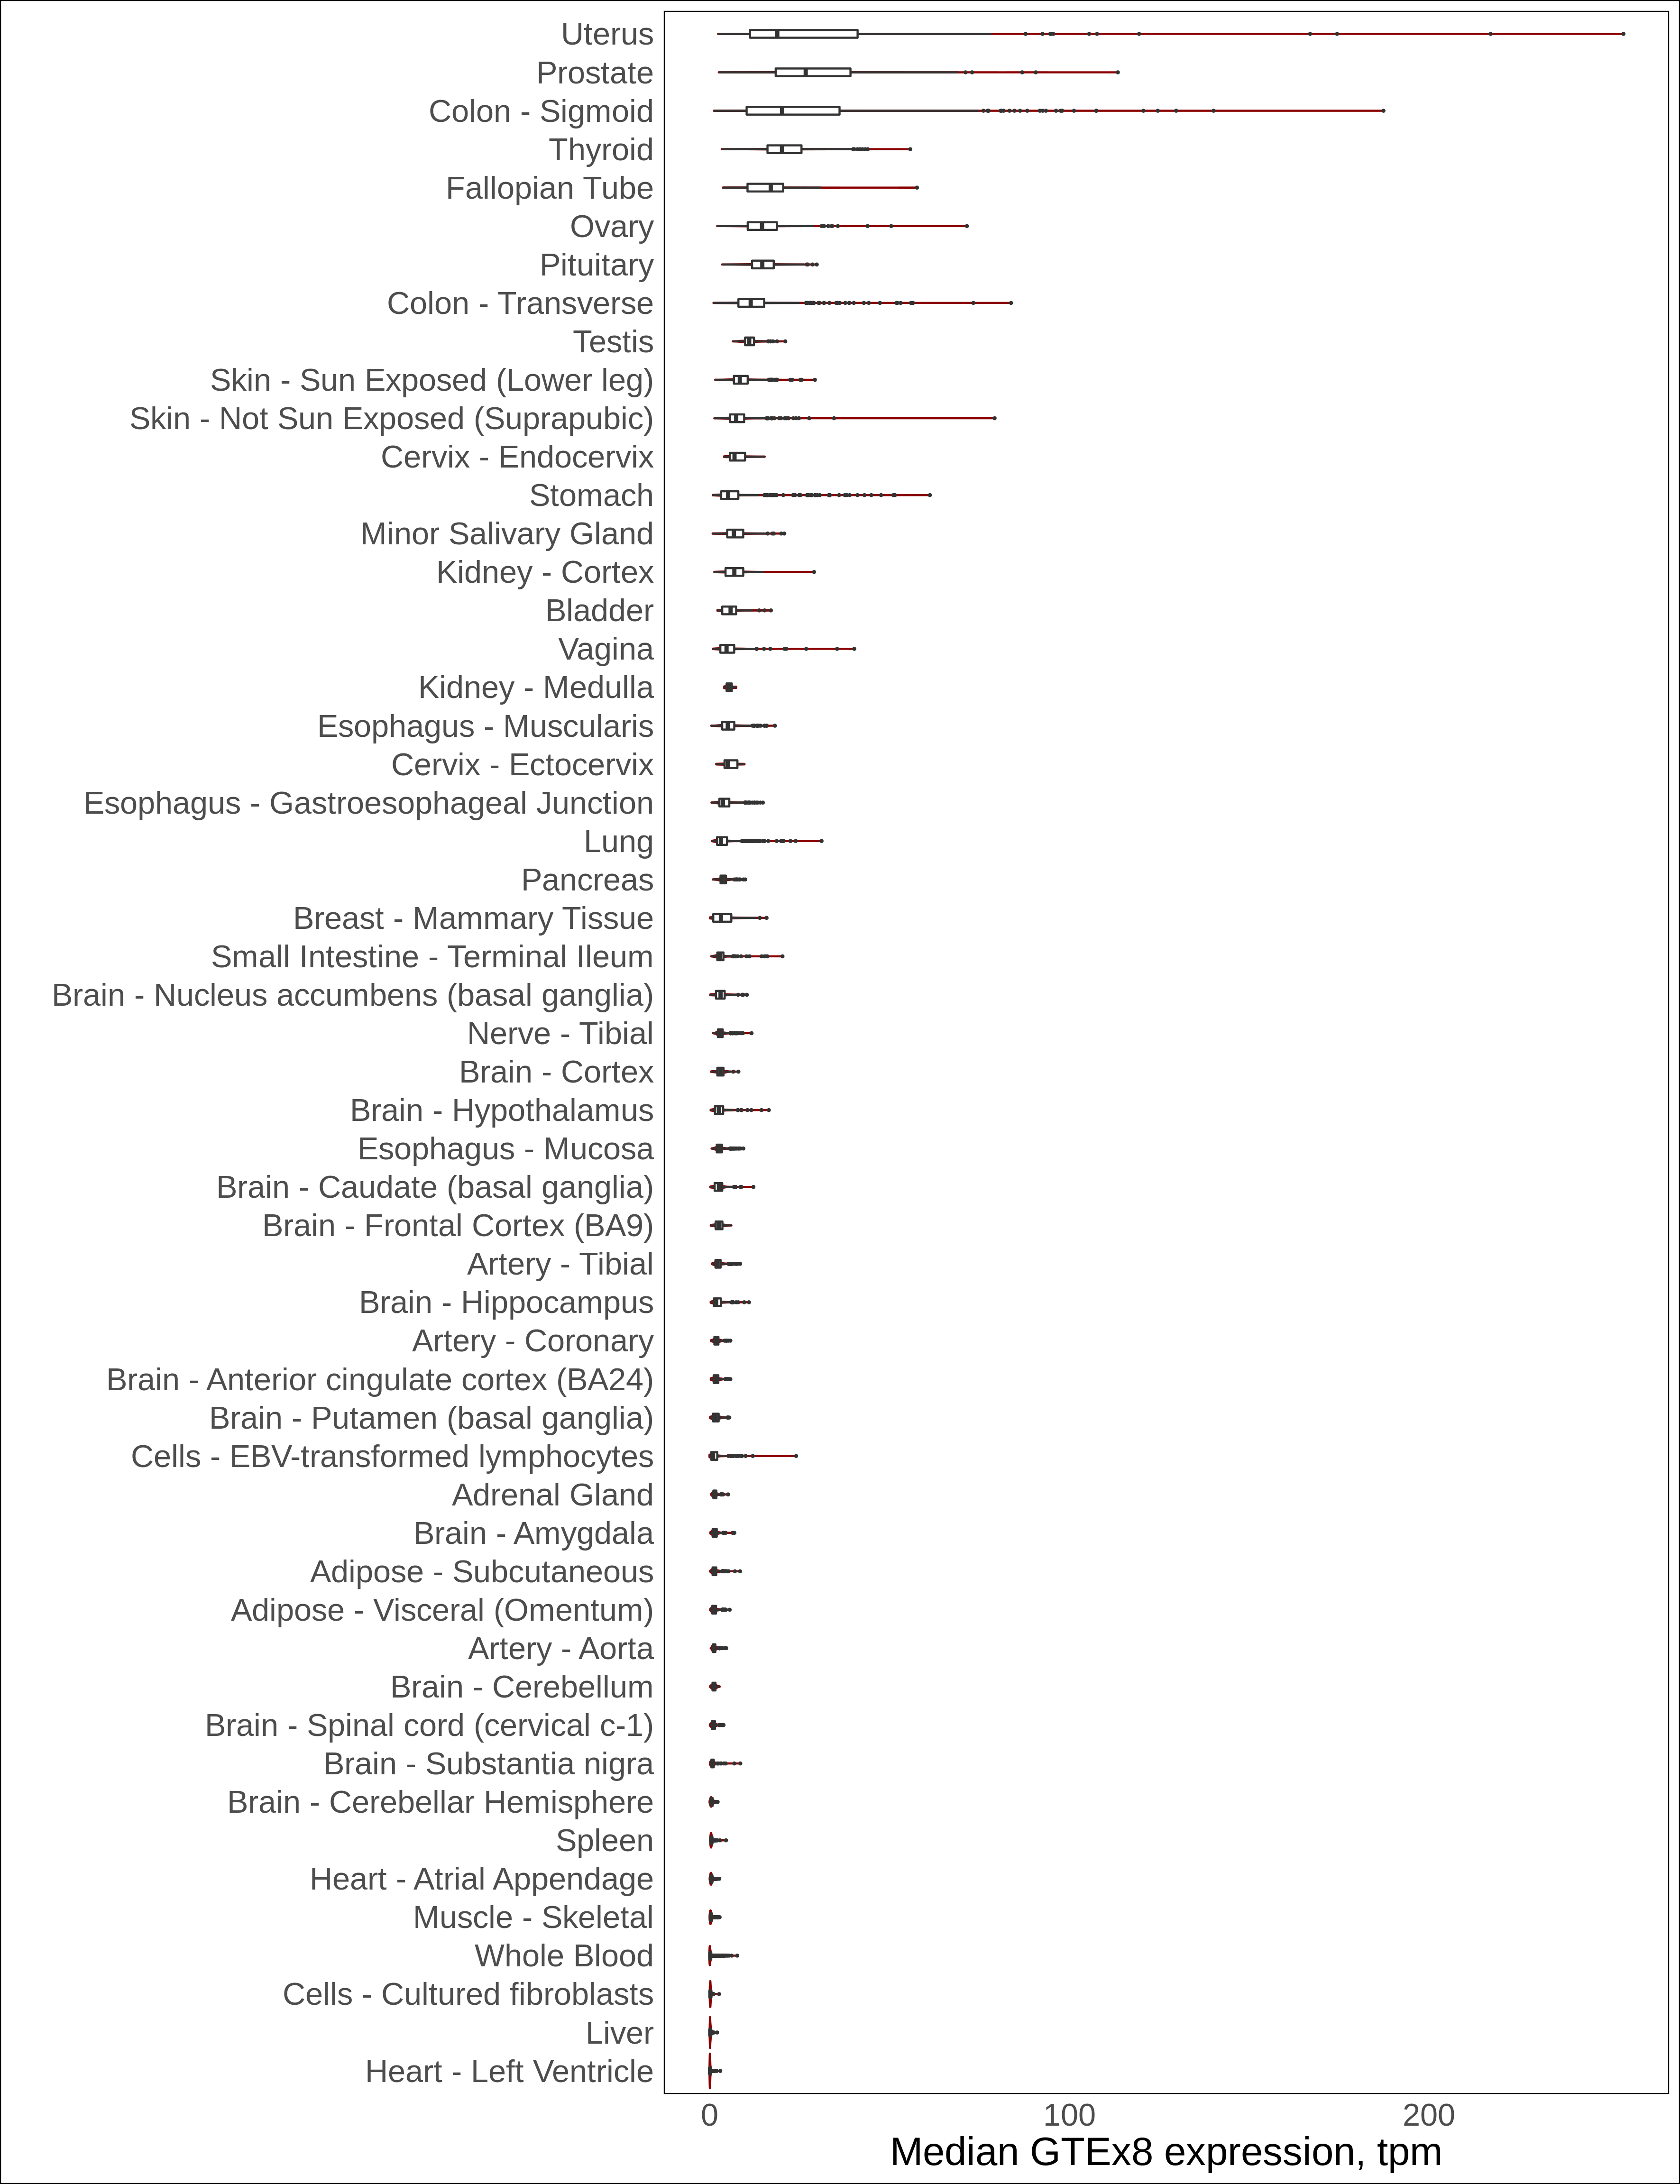 Uterus
Prostate
Colon - Sigmoid
Thyroid
Fallopian Tube
Ovary
Pituitary
Colon - Transverse
Testis
Skin - Sun Exposed (Lower leg)
Skin - Not Sun Exposed (Suprapubic)
Cervix - Endocervix
Stomach
Minor Salivary Gland
Kidney - Cortex
Bladder
Vagina
Kidney - Medulla
Esophagus - Muscularis
Cervix - Ectocervix
Esophagus - Gastroesophageal Junction
Lung
Pancreas
Breast - Mammary Tissue
Small Intestine - Terminal Ileum
Brain - Nucleus accumbens (basal ganglia)
Nerve - Tibial
Brain - Cortex
Brain - Hypothalamus
Esophagus - Mucosa
Brain - Caudate (basal ganglia)
Brain - Frontal Cortex (BA9)
Artery - Tibial
Brain - Hippocampus
Artery - Coronary
Brain - Anterior cingulate cortex (BA24)
Brain - Putamen (basal ganglia)
Cells - EBV-transformed lymphocytes
Adrenal Gland
Brain - Amygdala
Adipose - Subcutaneous
Adipose - Visceral (Omentum)
Artery - Aorta
Brain - Cerebellum
Brain - Spinal cord (cervical c-1)
Brain - Substantia nigra
Brain - Cerebellar Hemisphere
Spleen
Heart - Atrial Appendage
Muscle - Skeletal
Whole Blood
Cells - Cultured fibroblasts
Liver
Heart - Left Ventricle
0 100 200
Median GTEx8 expression, tpm